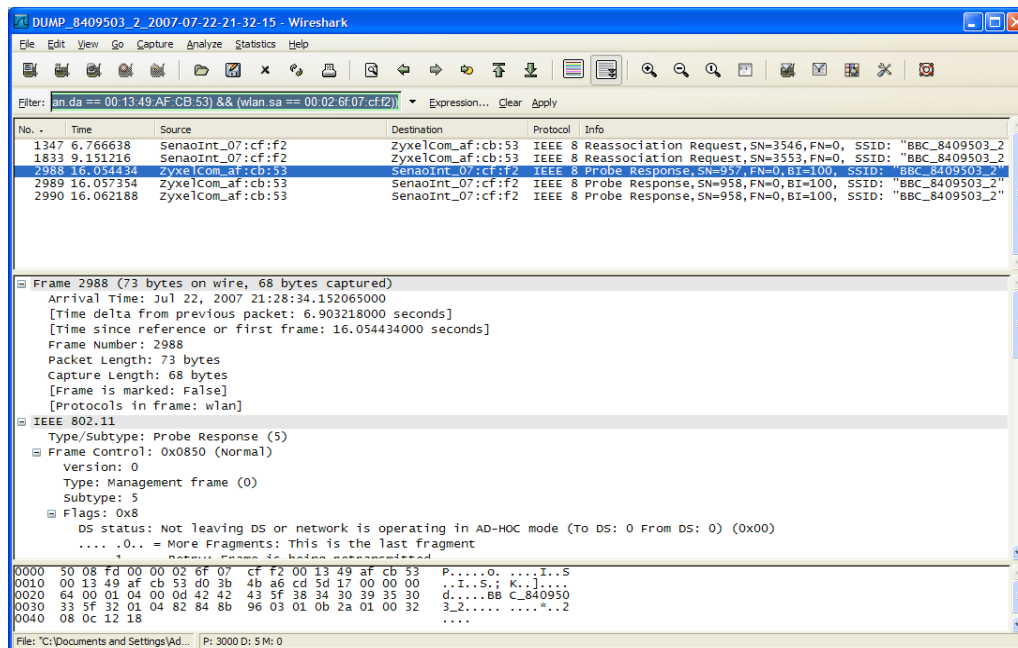 DUMP_8409503_2_2007-07-22-21-32-15 - Wireshark
File Edit View Go Capture Analyze Statistics Help
Filter: an.da == 00:13:49:AF:CB:53) && (wlan.sa == 00:02:6f:07:cf:f2)) Expression... Clear Apply
No. . Time Source Destination Protocol Info
1347 6.766638 SenaoInt_07:cf:f2 ZyxelCom_af:cb:53 IEEE 8 Reassociation Request,SN=3546,FN=0, SSID: "BBC_8409503_2
1833 9.151216 SenaoInt_07:cf:f2 ZyxelCom_af:cb:53 IEEE 8 Reassociation Request,SN=3553,FN=0, SSID: "BBC_8409503_2
2988 16.054434 ZyxelCom_af:cb:53 SenaoInt_07:cf:f2 IEEE 8 Probe Response,SN=957,FN=0,BI=100, SSID: "BBC_8409503_2"
2989 16.057354 ZyxelCom_af:cb:53 SenaoInt_07:cf:f2 IEEE 8 Probe Response,SN=958,FN=0,BI=100, SSID: "BBC_8409503_2"
2990 16.062188 ZyxelCom_af:cb:53 SenaoInt_07:cf:f2 IEEE 8 Probe Response,SN=958,FN=0,BI=100, SSID: "BBC_8409503_2"
Frame 2988 (73 bytes on wire, 68 bytes captured)
Arrival Time: Jul 22, 2007 21:28:34.152065000
[Time delta from previous packet: 6.903218000 seconds]
[Time since reference or first frame: 16.054434000 seconds]
Frame Number: 2988
Packet Length: 73 bytes
Capture Length: 68 bytes
[Frame is marked: False]
[Protocols in frame: wlan]
IEEE 802.11
Type/Subtype: Probe Response (5)
Frame Control: 0x0850 (Normal)
Version: 0
Type: Management frame (0)
Subtype: 5
Flags: 0x8
DS status: Not leaving DS or network is operating in AD-HOC mode (To DS: 0 From DS: 0) (0x00)
.... .0.. = More Fragments: This is the last fragment
.... 1... = Retry: Frame is being retransmitted
0000 50 08 fd 00 00 02 6f 07 cf f2 00 13 49 af cb 53 P.....o. ....I..S
0010 00 13 49 af cb 53 d0 3b 4b a6 cd 5d 17 00 00 00 ..I..S.; K..]....
0020 64 00 01 04 00 0d 42 42 43 5f 38 34 30 39 35 30 d.....BB C_840950
0030 33 5f 32 01 04 82 84 8b 96 03 01 0b 2a 01 00 32 3_2..... ....*..2
0040 08 0c 12 18 ....
File: "C:\Documents and Settings\Ad... P: 3000 D: 5 M: 0